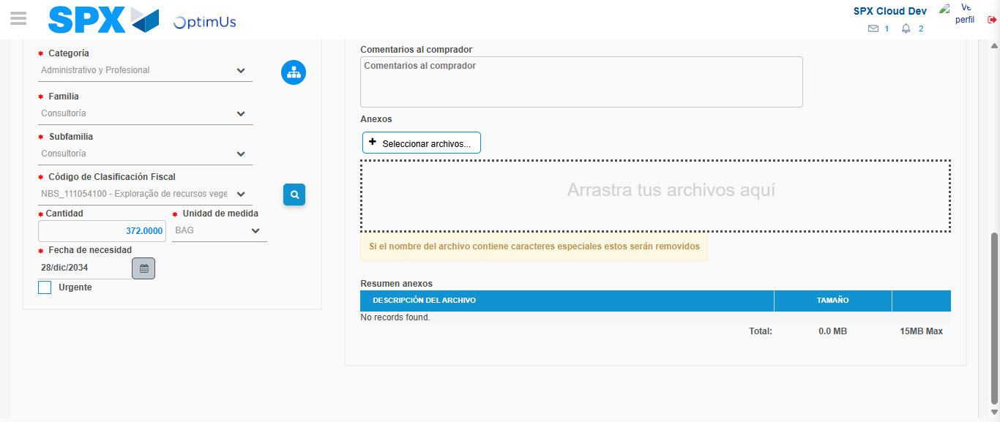 SPX OptimUs
SPX Cloud Dev
Ve
perfil
1 2
* Categoría
Administrativo y Profesional
* Familia
Consultoría
* Subfamilia
Consultoría
* Código de Clasificación Fiscal
NBS_111054100 - Exploração de recursos vege
* Cantidad * Unidad de medida
372.0000 BAG
* Fecha de necesidad
28/dic/2034
Urgente
Comentarios al comprador
Comentarios al comprador
Anexos
+ Seleccionar archivos...
Arrastra tus archivos aquí
Si el nombre del archivo contiene caracteres especiales estos serán removidos
Resumen anexos
DESCRIPCIÓN DEL ARCHIVO TAMAÑO
No records found.
Total: 0.0 MB 15MB Max